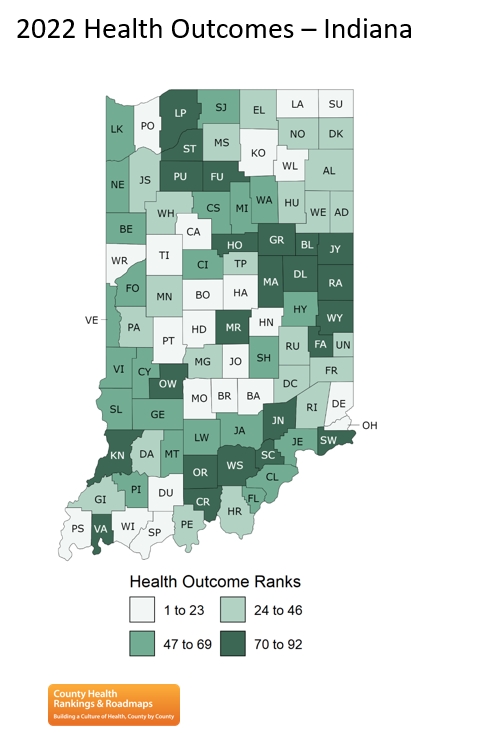 2022 Health Outcomes – Indiana
LA SU
LP SJ EL
LK PO
NO DK
ST MS
KO
WL
AL
PU FU
NE JS
WA HU
CS MI
WH WE AD
BE CA
HO GR BL JY
WR TI
CI TP
DL
MA RA
FO
MN BO HA
HY
WY
VE
PA HD MR HN
PT
RU FA UN
MG JO SH
VI CY FR
OW DC
MO BR BA
SL GE RI DE
JN
OH
LW JA
JE SW
KN DA MT
SC
OR WS
CL
PI DU
GI FL
CR HR
PS VA WI SP PE
Health Outcome Ranks
1 to 23 24 to 46
47 to 69 70 to 92
County Health
Rankings & Roadmaps
Building a Culture of Health, County by County